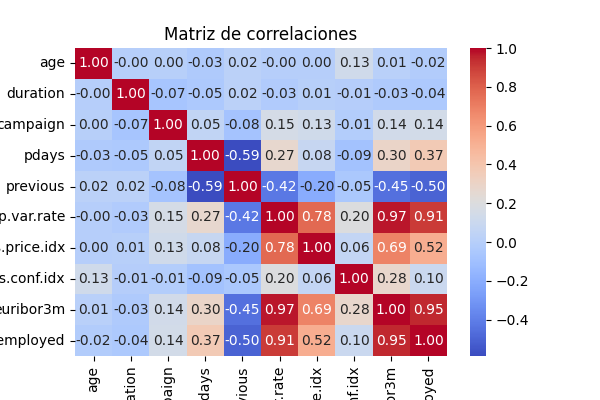 Matriz de correlaciones
age 1.00 -0.00 0.00 -0.03 0.02 -0.00 0.00 0.13 0.01 -0.02
duration -0.00 1.00 -0.07 -0.05 0.02 -0.03 0.01 -0.01 -0.03 -0.04
campaign 0.00 -0.07 1.00 0.05 -0.08 0.15 0.13 -0.01 0.14 0.14
pdays -0.03 -0.05 0.05 1.00 -0.59 0.27 0.08 -0.09 0.30 0.37
previous 0.02 0.02 -0.08 -0.59 1.00 -0.42 -0.20 -0.05 -0.45 -0.50
p.var.rate -0.00 -0.03 0.15 0.27 -0.42 1.00 0.78 0.20 0.97 0.91
s.price.idx 0.00 0.01 0.13 0.08 -0.20 0.78 1.00 0.06 0.69 0.52
s.conf.idx 0.13 -0.01 -0.01 -0.09 -0.05 0.20 0.06 1.00 0.28 0.10
euribor3m 0.01 -0.03 0.14 0.30 -0.45 0.97 0.69 0.28 1.00 0.95
employed -0.02 -0.04 0.14 0.37 -0.50 0.91 0.52 0.10 0.95 1.00
age ation paign days vious .rate e.idx nf.idx or3m oyed
1.0
0.8
0.6
0.4
0.2
0.0
−0.2
−0.4